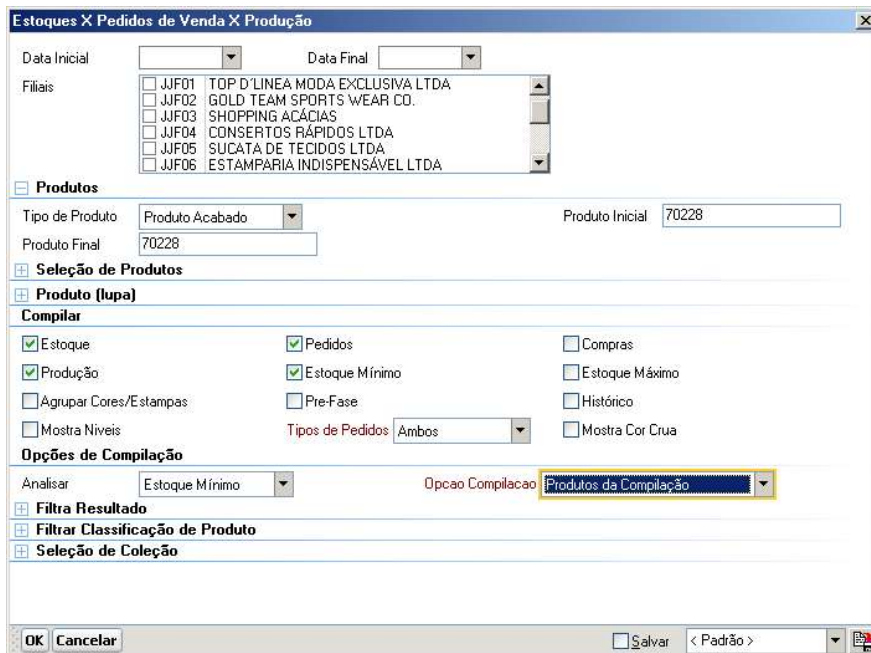 Estoques X Pedidos de Venda X Produção
Data Inicial Data Final
Filiais
JJF01 TOP D´LINEA MODA EXCLUSIVA LTDA
JJF02 GOLD TEAM SPORTS WEAR CO.
JJF03 SHOPPING ACÁCIAS
JJF04 CONSERTOS RÁPIDOS LTDA
JJF05 SUCATA DE TECIDOS LTDA
JJF06 ESTAMPARIA INDISPENSÁVEL LTDA
Produtos
Tipo de Produto Produto Acabado Produto Inicial 70228
Produto Final 70228
Seleção de Produtos
Produto (lupa)
Compilar
Estoque Pedidos Compras
Produção Estoque Mínimo Estoque Máximo
Agrupar Cores/Estampas Pre-Fase Histórico
Mostra Niveis Tipos de Pedidos Ambos Mostra Cor Crua
Opções de Compilação
Analisar Estoque Mínimo Opcao Compilacao Produtos da Compilação
Filtra Resultado
Filtrar Classificação de Produto
Seleção de Coleção
OK Cancelar Salvar < Padrão >